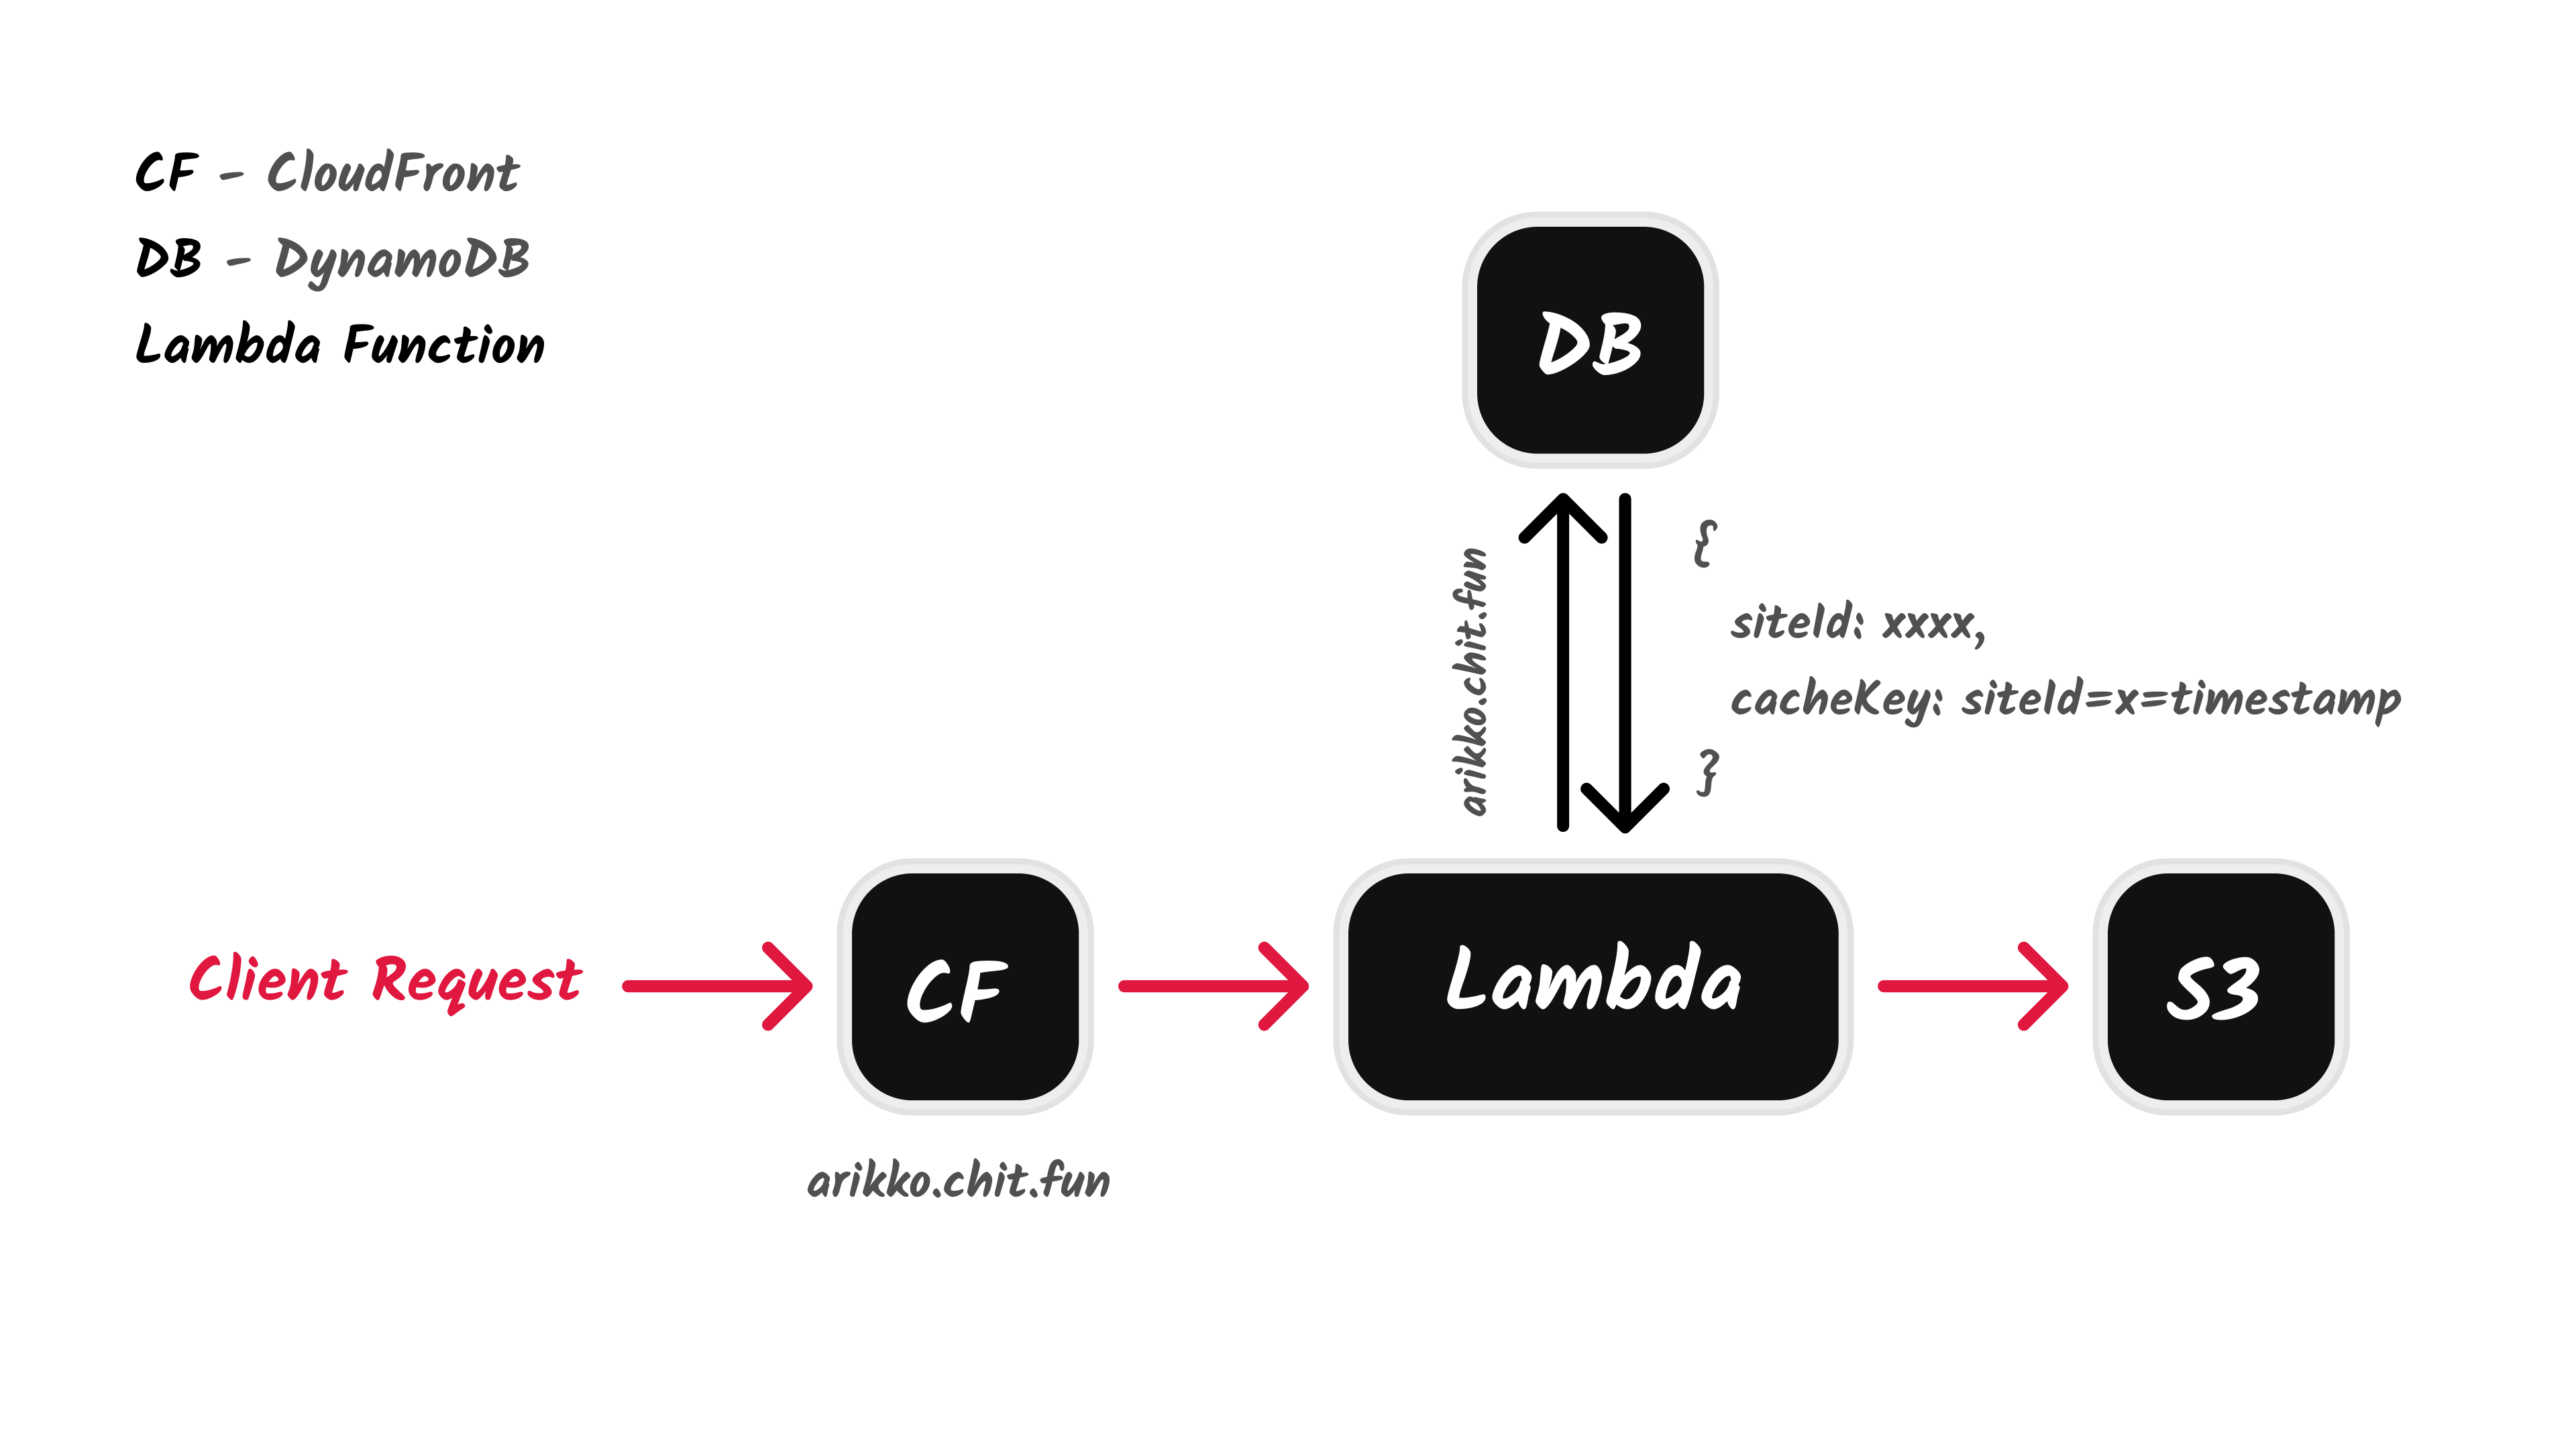 CF - CloudFront
DB - DynamoDB
Lambda Function
DB
arikko.chit.fun
{
siteId: xxxx,
cacheKey: siteId=x=timestamp
}
Client Request
CF
Lambda
S3
arikko.chit.fun